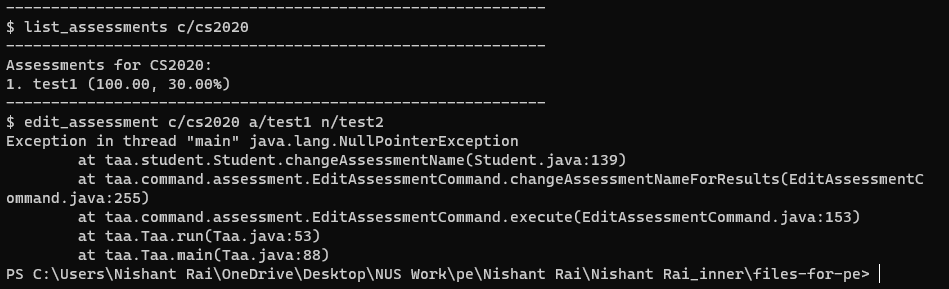 ------------------------------------------------------------
$ list_assessments c/cs2020
------------------------------------------------------------
Assessments for CS2020:
1. test1 (100.00, 30.00%)
------------------------------------------------------------
$ edit_assessment c/cs2020 a/test1 n/test2
Exception in thread "main" java.lang.NullPointerException
        at taa.student.Student.changeAssessmentName(Student.java:139)
        at taa.command.assessment.EditAssessmentCommand.changeAssessmentNameForResults(EditAssessmentC
ommand.java:255)
        at taa.command.assessment.EditAssessmentCommand.execute(EditAssessmentCommand.java:153)
        at taa.Taa.run(Taa.java:53)
        at taa.Taa.main(Taa.java:88)
PS C:\Users\Nishant Rai\OneDrive\Desktop\NUS Work\pe\Nishant Rai\Nishant Rai_inner\files-for-pe>